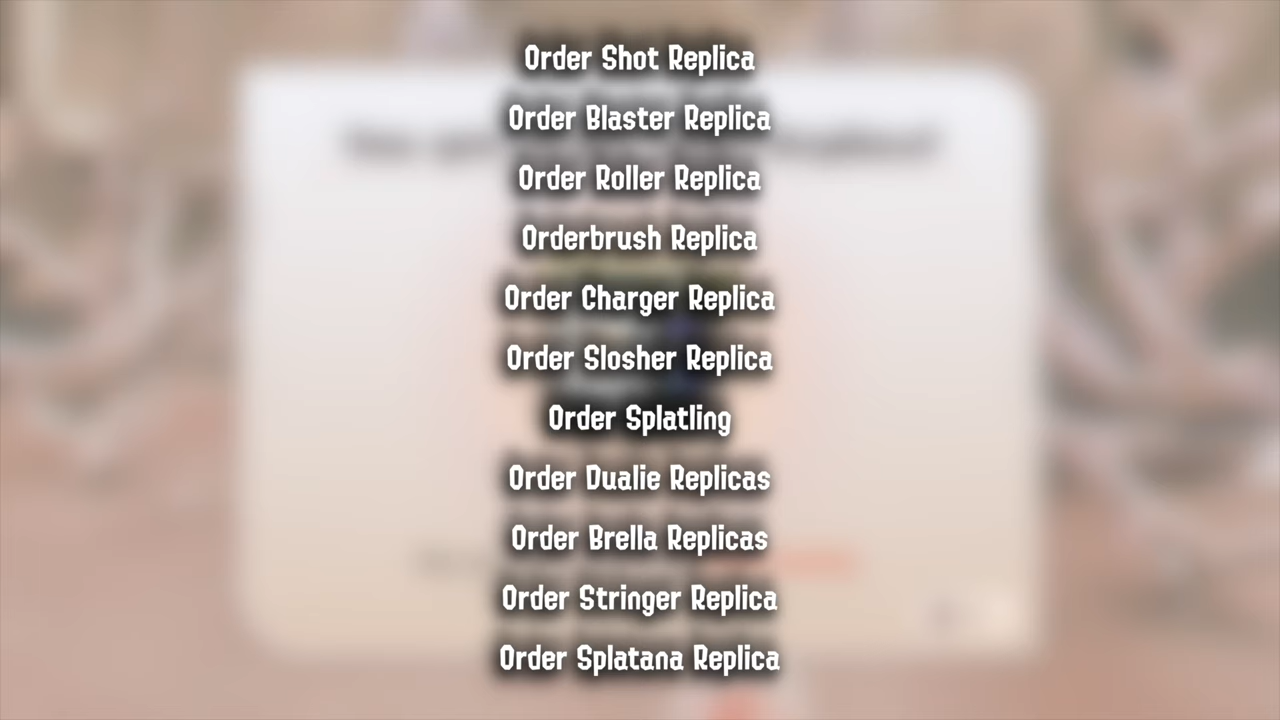 Order Shot Replica
Order Blaster Replica
Order Roller Replica
Orderbrush Replica
Order Charger Replica
Order Slosher Replica
Order Splatling
Order Dualie Replicas
Order Brella Replicas
Order Stringer Replica
Order Splatana Replica